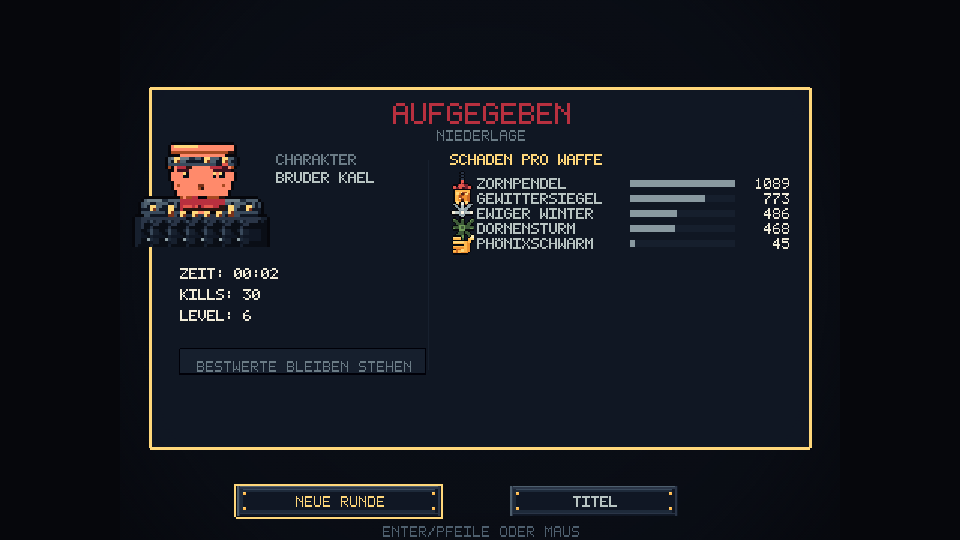 AUFGEGEBEN
NIEDERLAGE
CHARAKTER
BRUDER KAEL
ZEIT: 00:02
KILLS: 30
LEVEL: 6
BESTWERTE BLEIBEN STEHEN
SCHADEN PRO WAFFE
ZORNPENDEL 1089
GEWITTERSIEGEL 773
EWIGER WINTER 486
DORNENSTURM 468
PHÖNIXSCHWARM 45
NEUE RUNDE
TITEL
ENTER/PFEILE ODER MAUS